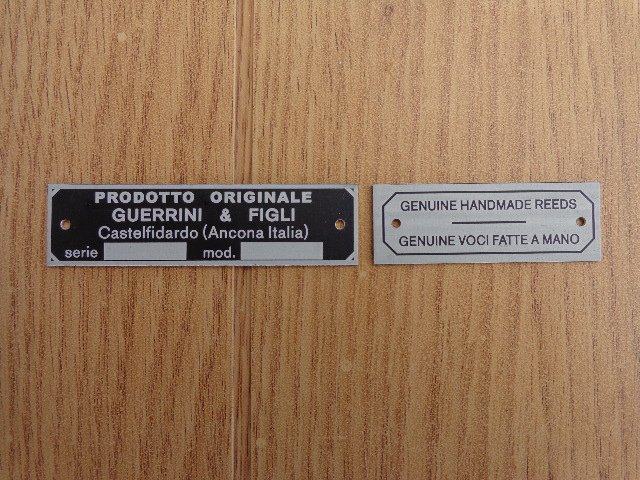 PRODOTTO ORIGINALE
GUERRINI & FIGLI
Castelfidardo (Ancona Italia)
serie mod.
GENUINE HANDMADE REEDS
GENUINE VOCI FATTE A MANO